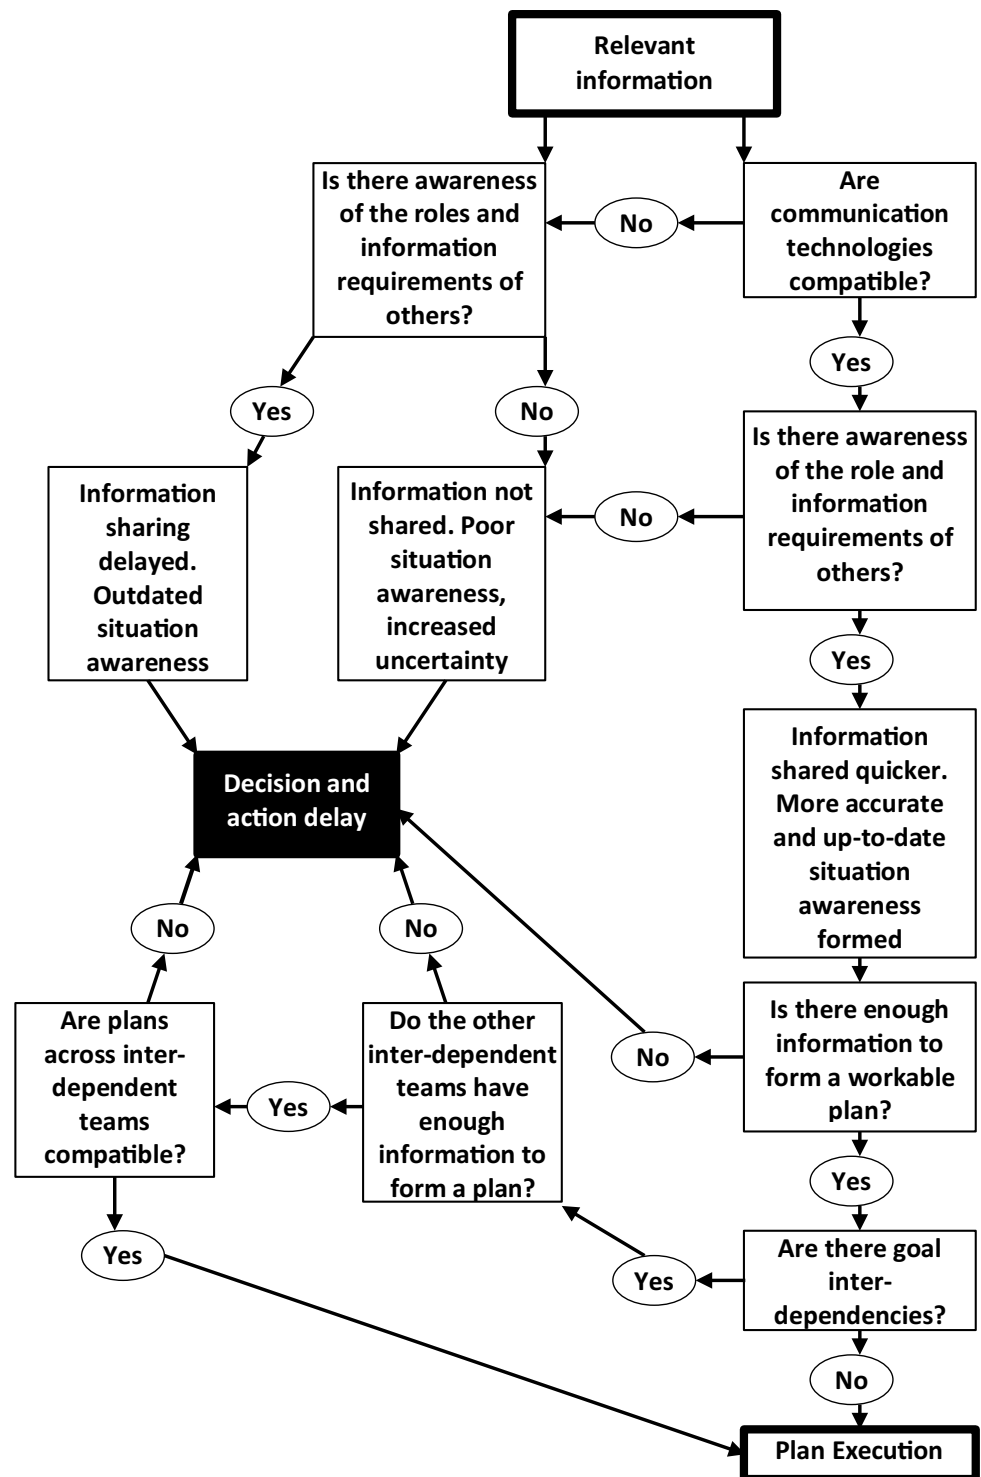 Relevant
information
Is there awareness
of the roles and
information
requirements of
others?
No
Are
communication
technologies
compatible?
Yes
No
Yes
Information
sharing
delayed.
Outdated
situation
awareness
Information not
shared. Poor
situation
awareness,
increased
uncertainty
No
Is there awareness
of the role and
information
requirements of
others?
Yes
Decision and
action delay
Information
shared quicker.
More accurate
and up-to-date
situation
awareness
formed
No
No
Are plans
across inter-
dependent
teams
compatible?
Yes
Do the other
inter-dependent
teams have
enough
information to
form a plan?
No
Is there enough
information to
form a workable
plan?
Yes
Yes
Yes
Are there goal
inter-
dependencies?
No
Plan Execution